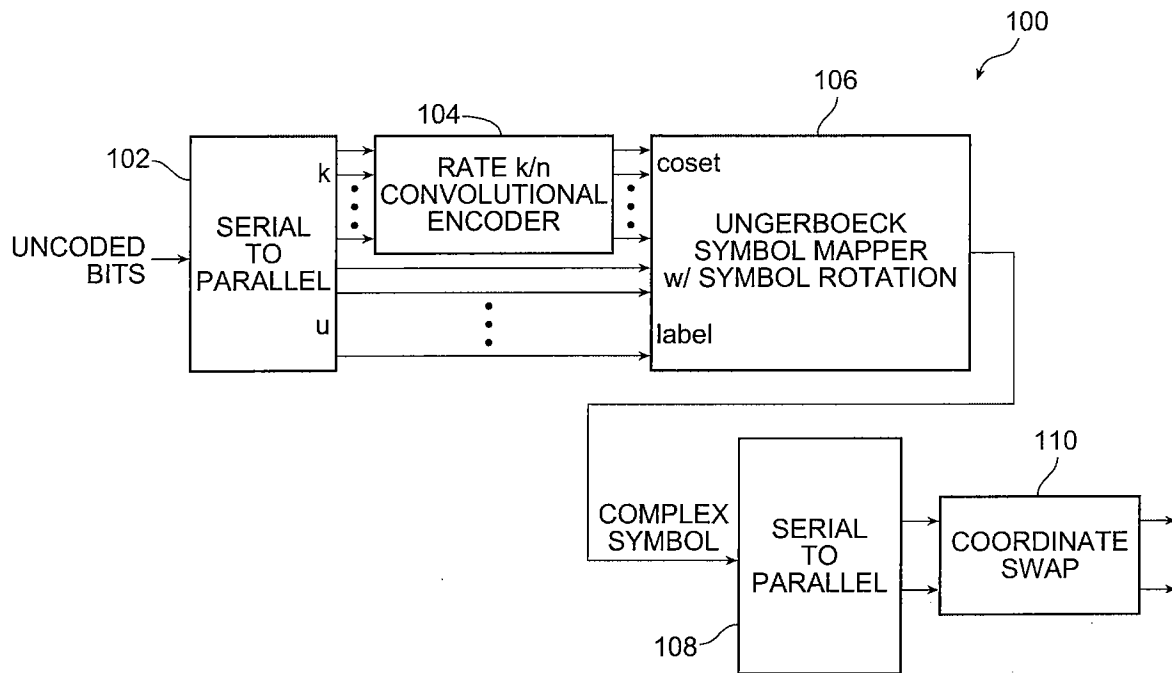 100
106
104
102
k
RATE k/n
CONVOLUTIONAL
ENCODER
coset
UNCODED
BITS
SERIAL
TO
PARALLEL
u
UNGERBOECK
SYMBOL MAPPER
w/ SYMBOL ROTATION
label
110
COMPLEX
SYMBOL
SERIAL
TO
PARALLEL
COORDINATE
SWAP
108